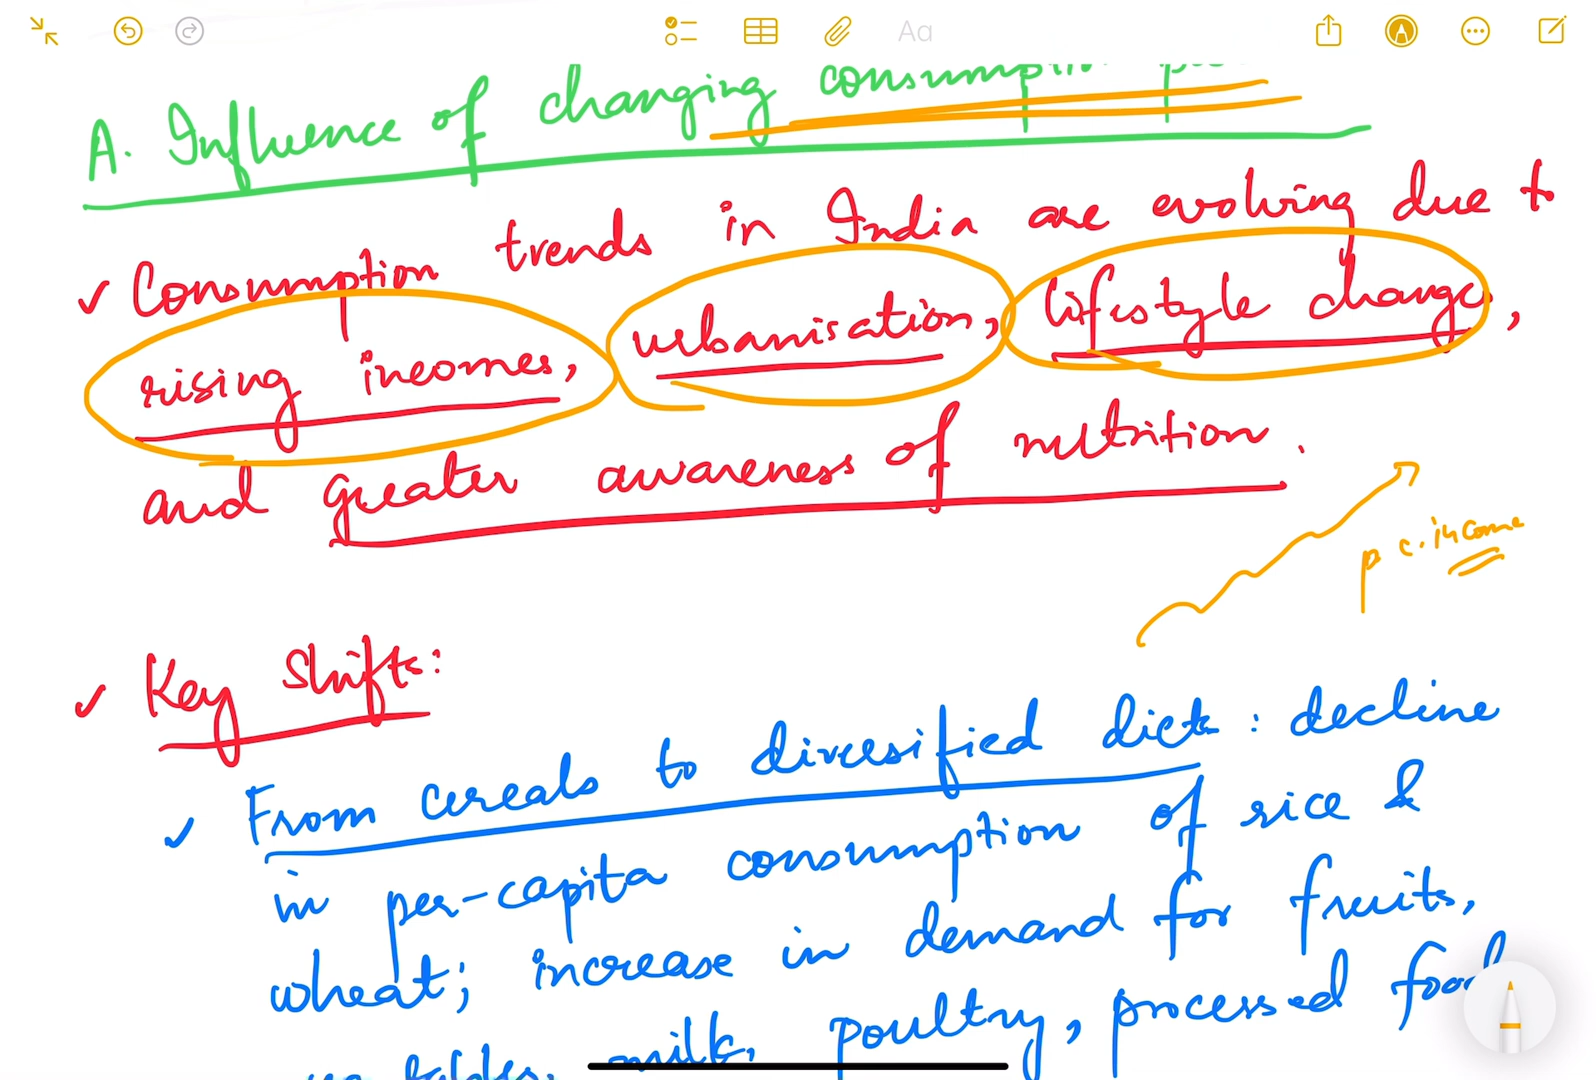 Aa
A. Influence of changing
✓ Consumption trends in India are evolving due to
rising incomes, urbanisation, lifestyle change,
and greater awareness of nutrition.
p c. income
✓ Key Shifts:
✓ From cereals to diversified diets : decline
in per-capita consumption of rice &
wheat; increase in demand for fruits,
milk, poultry, processed food